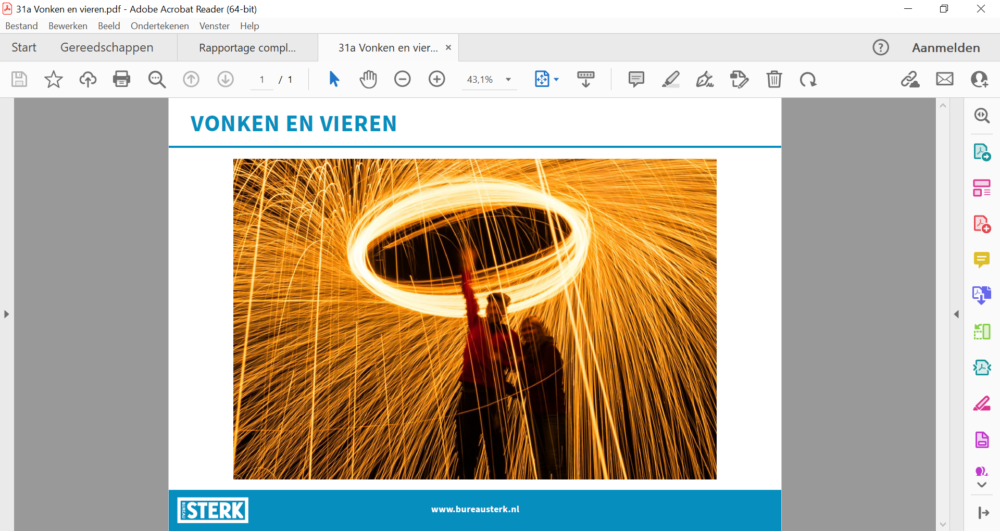 31a Vonken en vieren.pdf - Adobe Acrobat Reader (64-bit)
Bestand Bewerken Beeld Ondertekenen Venster Help
Start Gereedschappen Rapportage compl... 31a Vonken en vier... × ? Aanmelden
1 / 1 43,1%
VONKEN EN VIEREN
BUREAU STERK
www.bureausterk.nl